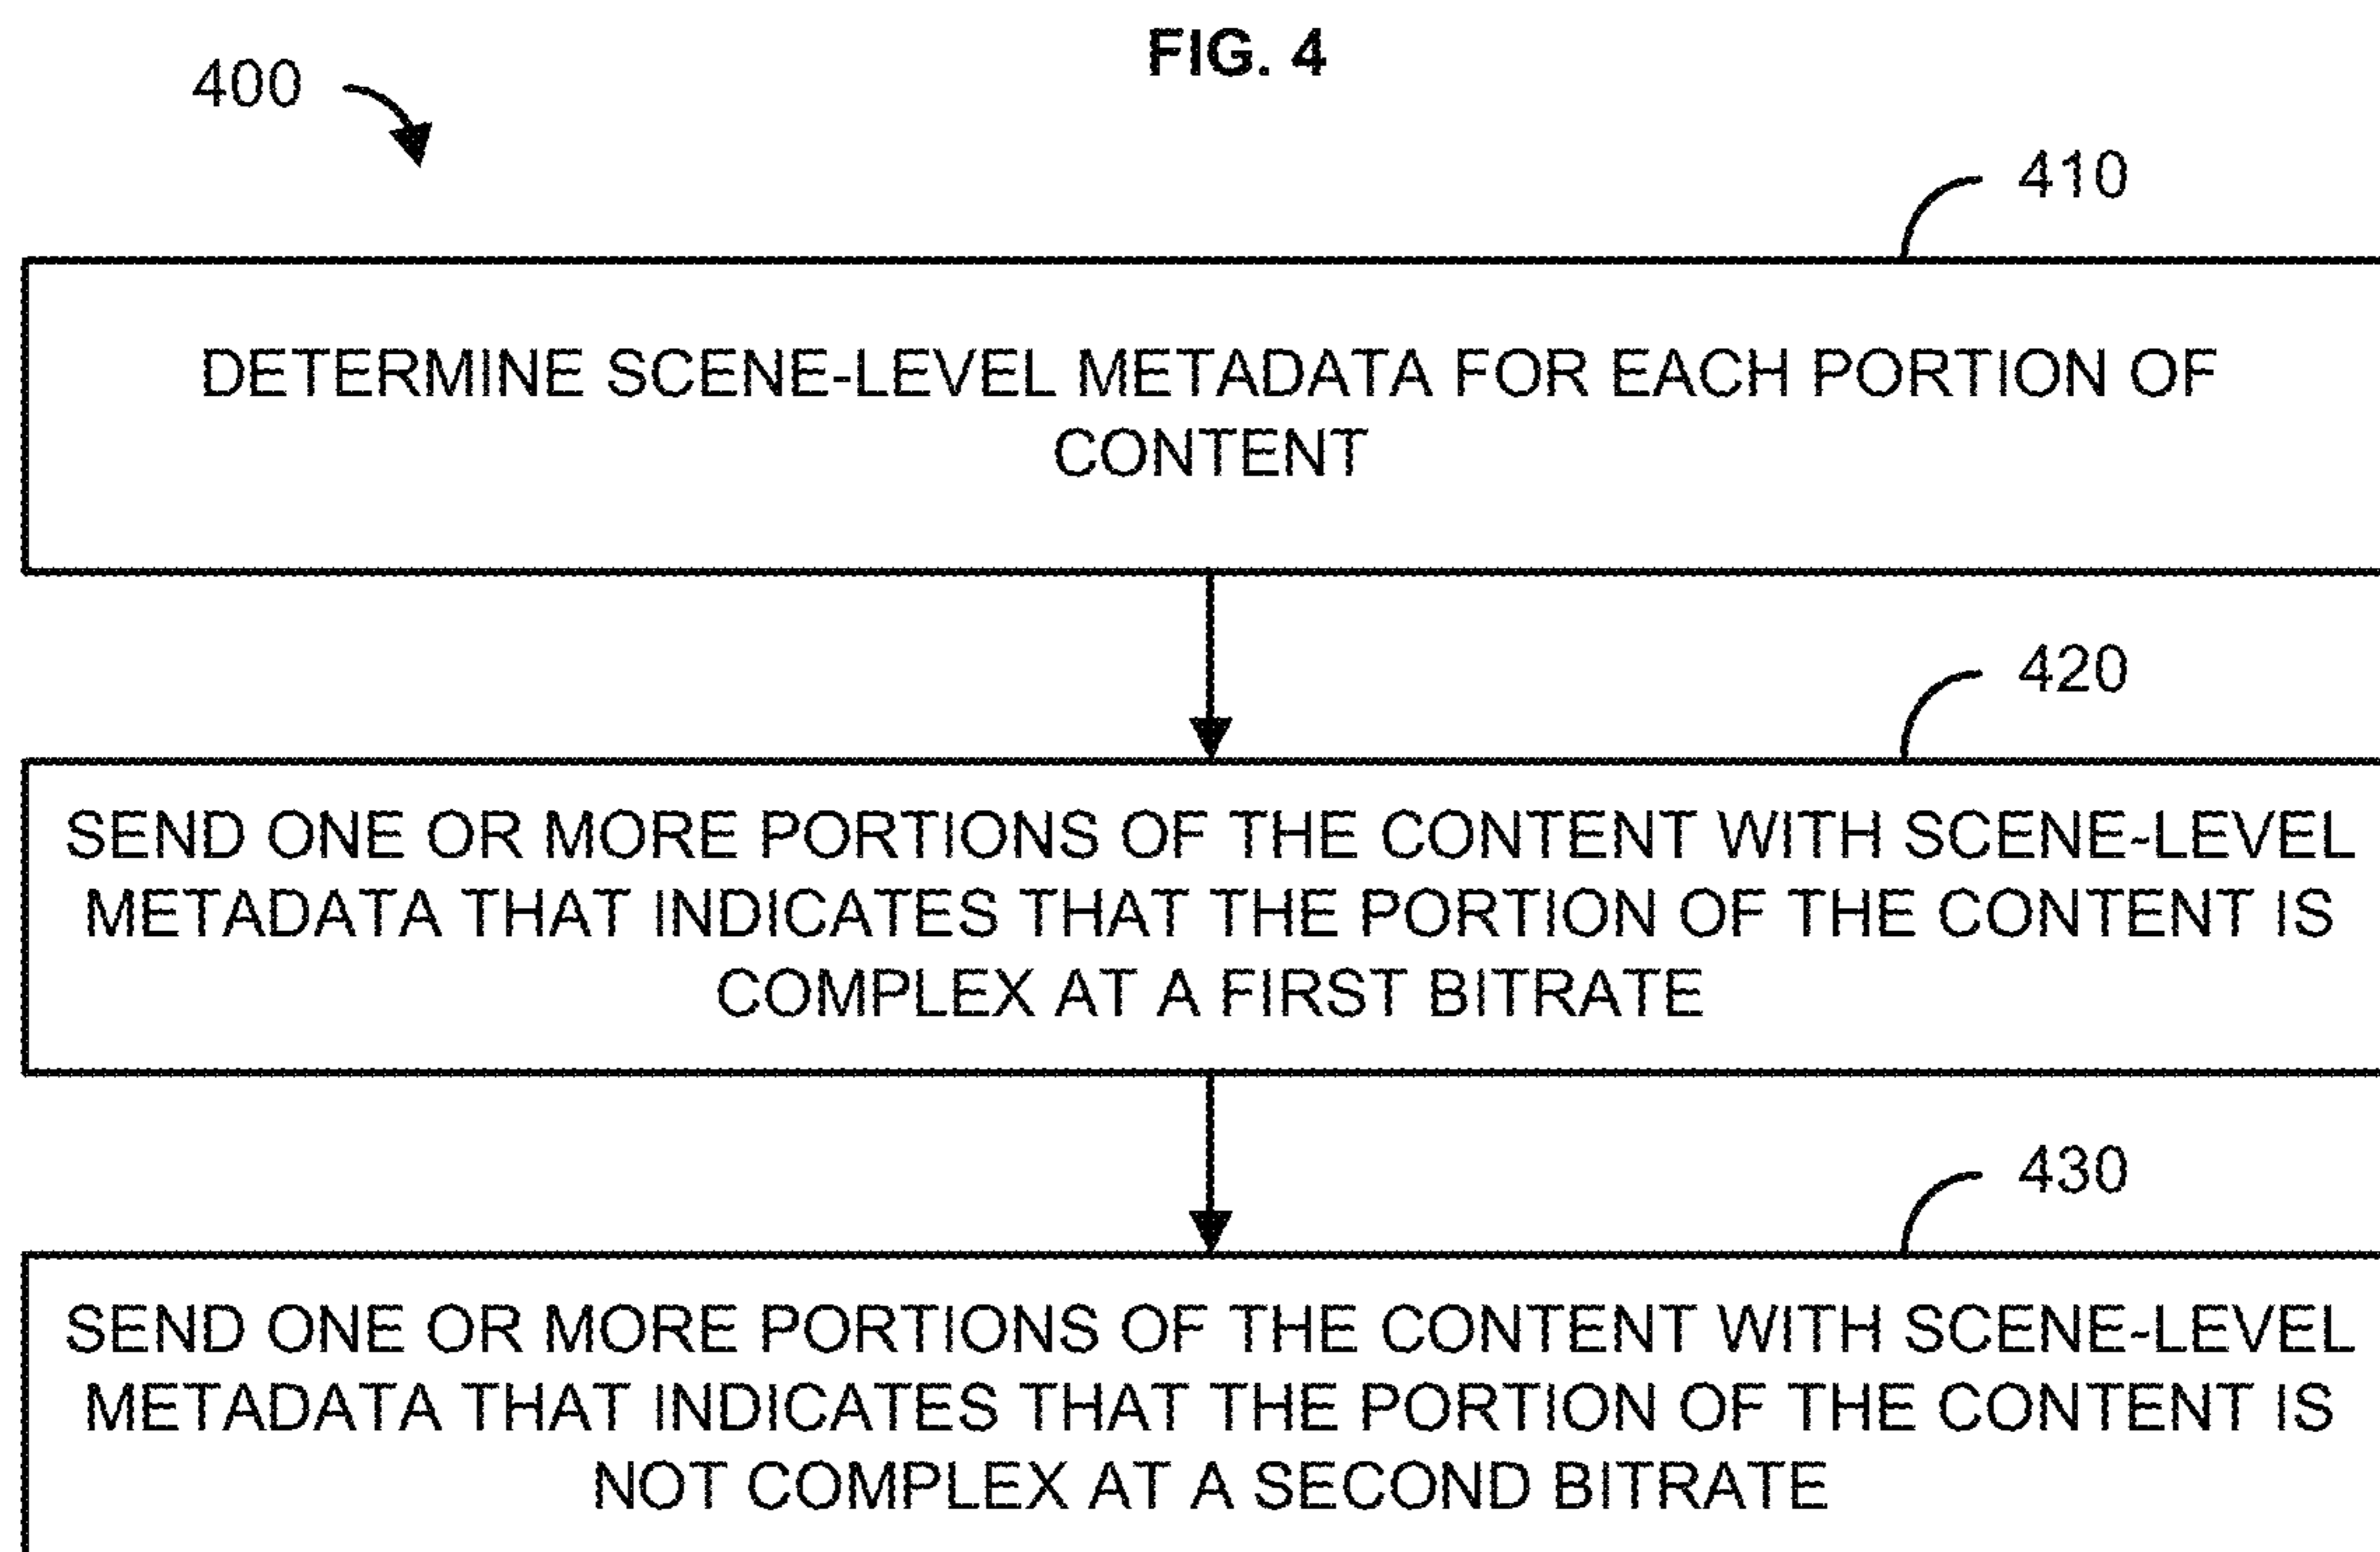 FIG. 4
400
410
DETERMINE SCENE-LEVEL METADATA FOR EACH PORTION OF
CONTENT
420
SEND ONE OR MORE PORTIONS OF THE CONTENT WITH SCENE-LEVEL
METADATA THAT INDICATES THAT THE PORTION OF THE CONTENT IS
COMPLEX AT A FIRST BITRATE
430
SEND ONE OR MORE PORTIONS OF THE CONTENT WITH SCENE-LEVEL
METADATA THAT INDICATES THAT THE PORTION OF THE CONTENT IS
NOT COMPLEX AT A SECOND BITRATE